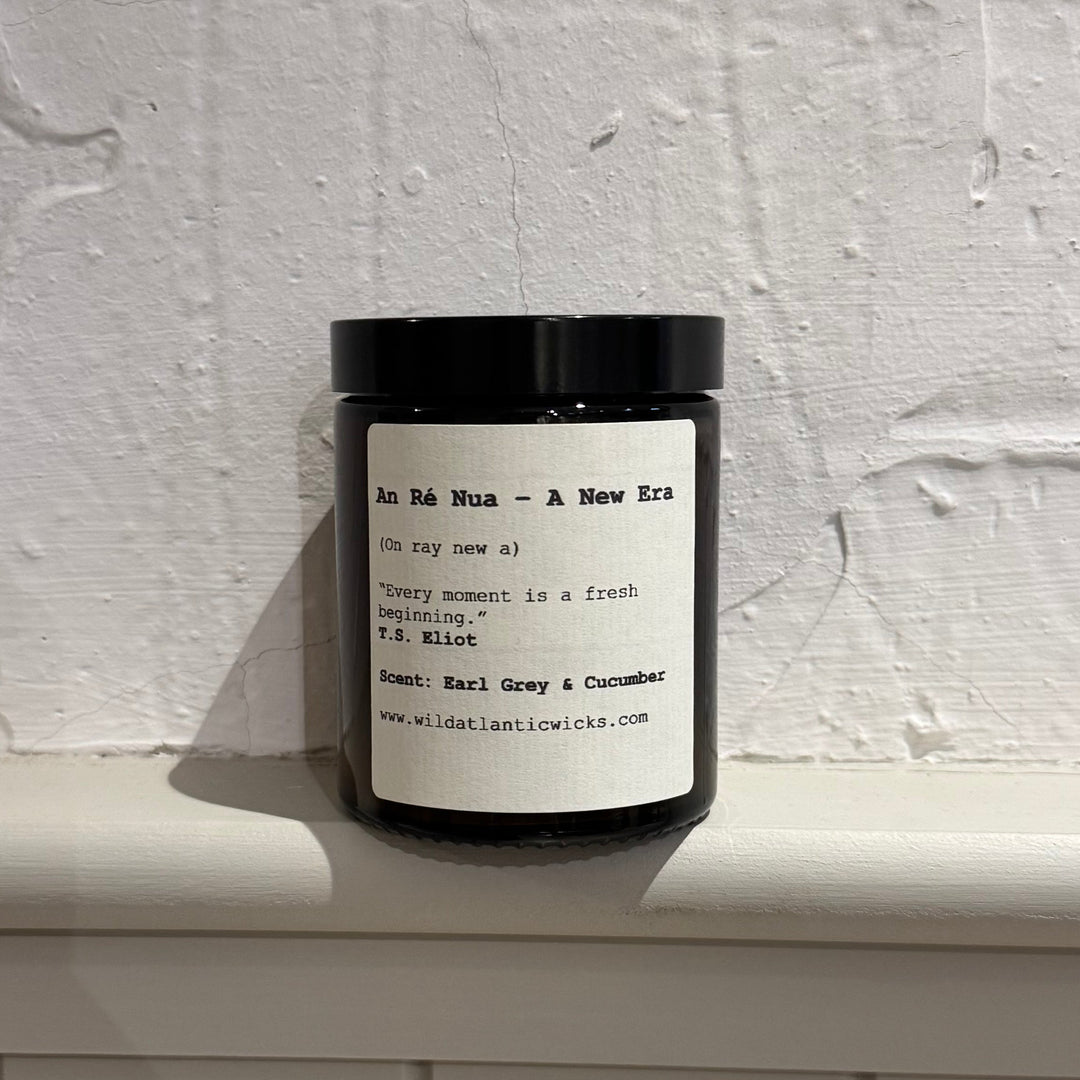 An Ré Nua – A New Era
(On ray new a)
“Every moment is a fresh
beginning.”
T.S. Eliot
Scent: Earl Grey & Cucumber
www.wildatlanticwicks.com